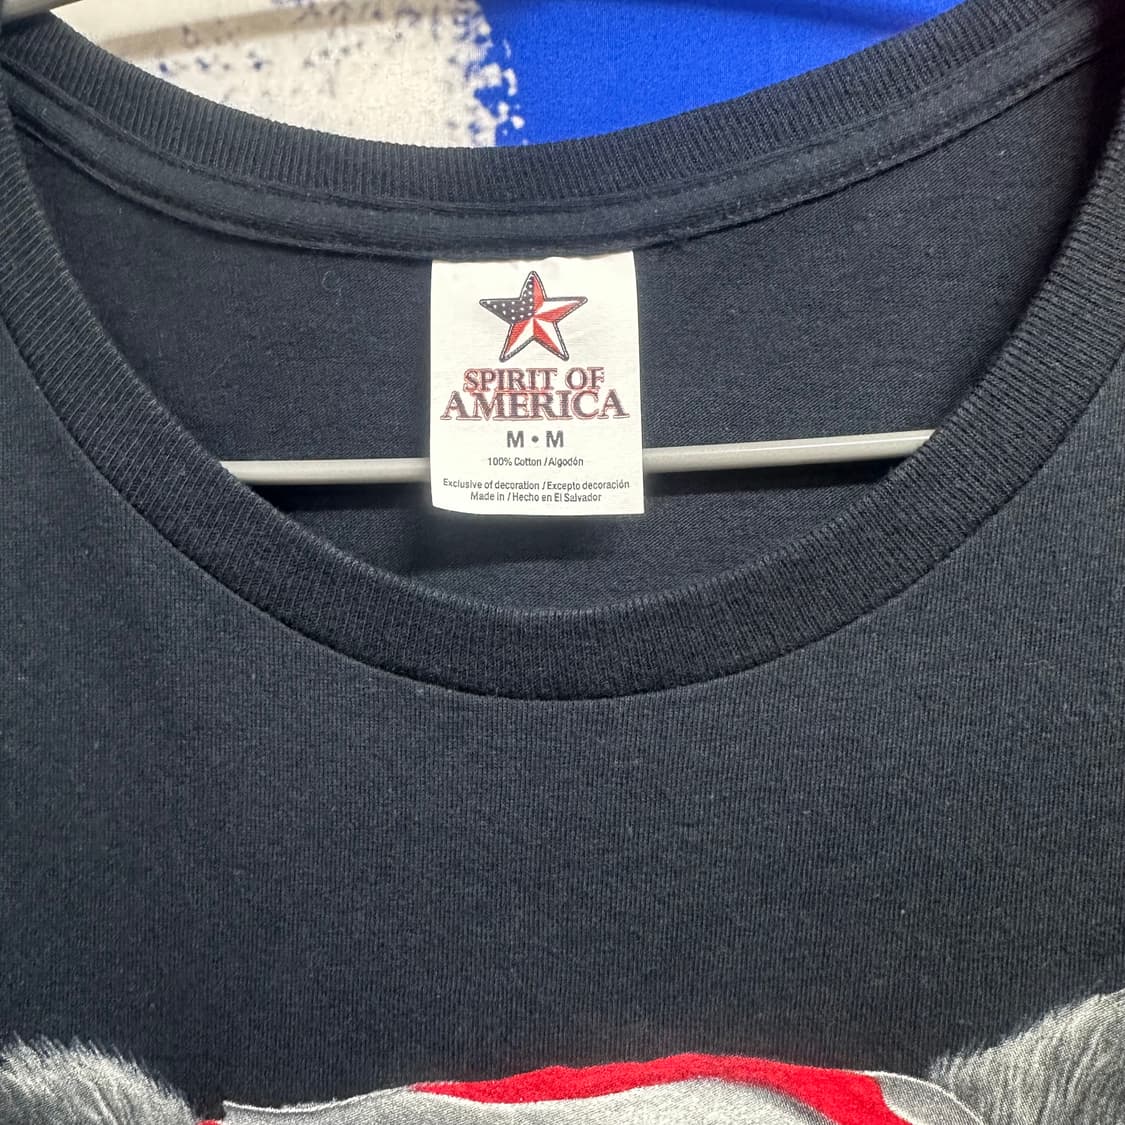 SPIRIT OF
AMERICA
M • M
100% Cotton / Algodón
Exclusive of decoration / Excepto decoración
Made in / Hecho en El Salvador